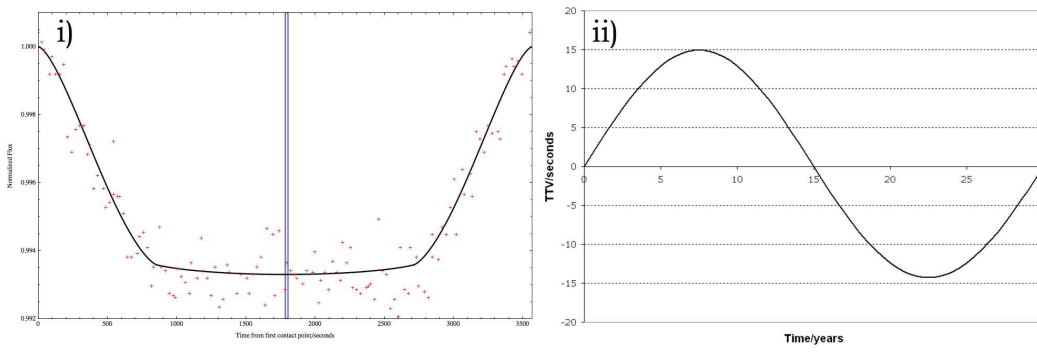 i)
1.000
0.998
0.996
0.994
0.992
Normalized Flux
0 500 1000 1500 2000 2500 3000 3500
Time from first contact point/seconds
ii)
20
15
10
5
0
-5
-10
-15
-20
TTV/seconds
0 5 10 15 20 25
Time/years